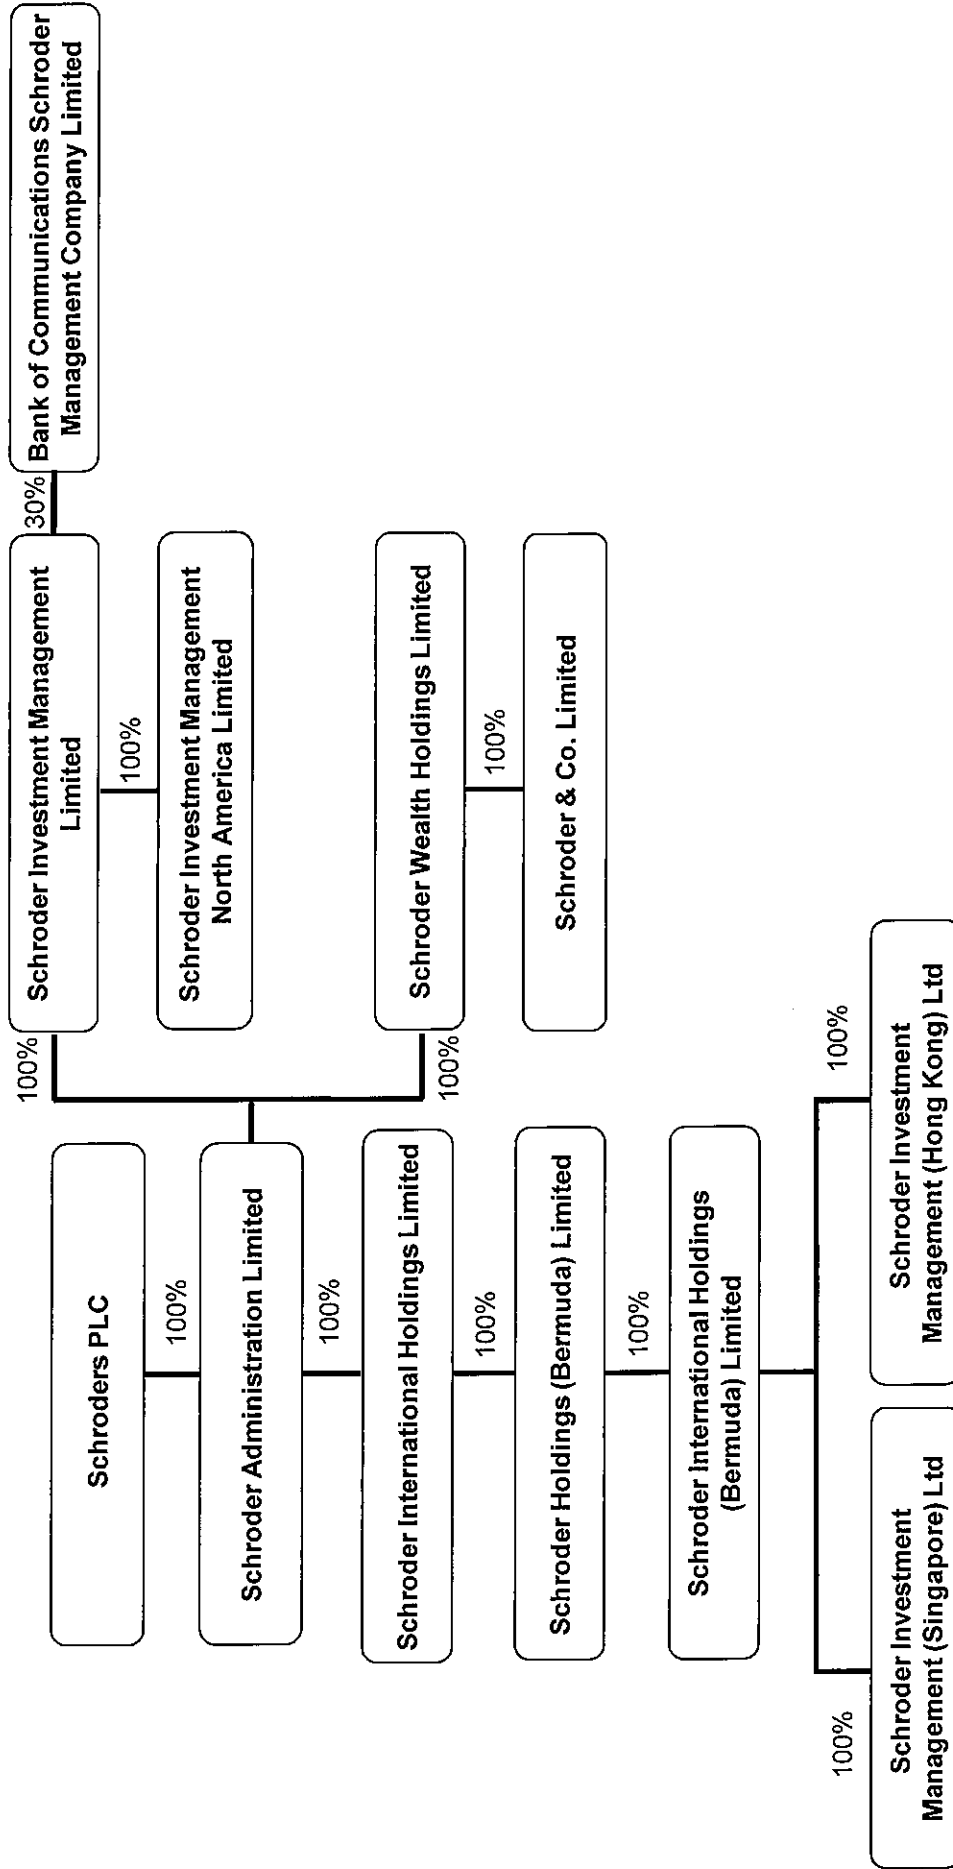 Schroders PLC
100%
Schroder Administration Limited
100%
Schroder Investment Management
Limited
30%
Bank of Communications Schroder
Management Company Limited
100%
Schroder Investment Management
North America Limited
100%
Schroder Wealth Holdings Limited
100%
Schroder & Co. Limited
100%
Schroder International Holdings Limited
100%
Schroder Holdings (Bermuda) Limited
100%
Schroder International Holdings
(Bermuda) Limited
100%
Schroder Investment
Management (Singapore) Ltd
100%
Schroder Investment
Management (Hong Kong) Ltd